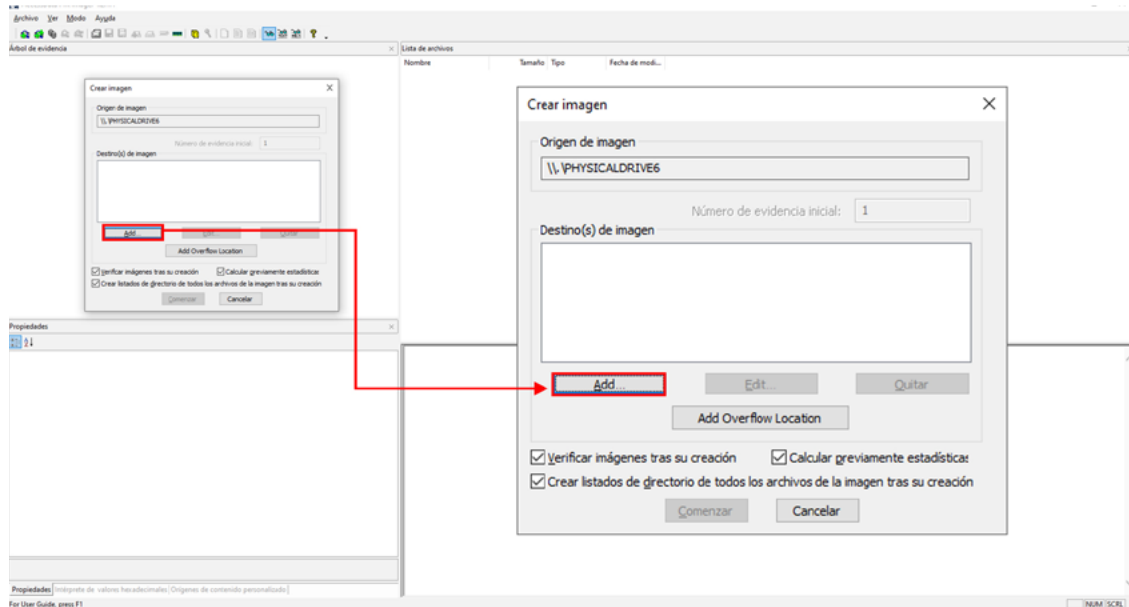 Archivo Ver Modo Ayuda
Árbol de evidencia
Lista de archivos
Nombre Tamaño Tipo Fecha de modi...
Crear imagen
Origen de imagen
\\.\PHYSICALDRIVE6
Número de evidencia inicial: 1
Destino(s) de imagen
Add... Edit... Quitar
Add Overflow Location
Verificar imágenes tras su creación Calcular previamente estadísticas
Crear listados de directorio de todos los archivos de la imagen tras su creación
Comenzar Cancelar
Crear imagen
Origen de imagen
\\.\PHYSICALDRIVE6
Número de evidencia inicial: 1
Destino(s) de imagen
Add... Edit... Quitar
Add Overflow Location
Verificar imágenes tras su creación Calcular previamente estadísticas
Crear listados de directorio de todos los archivos de la imagen tras su creación
Comenzar Cancelar
Propiedades
Propiedades Intérprete de valores hexadecimales Orígenes de contenido personalizado
For User Guide, press F1
NUM SCRL